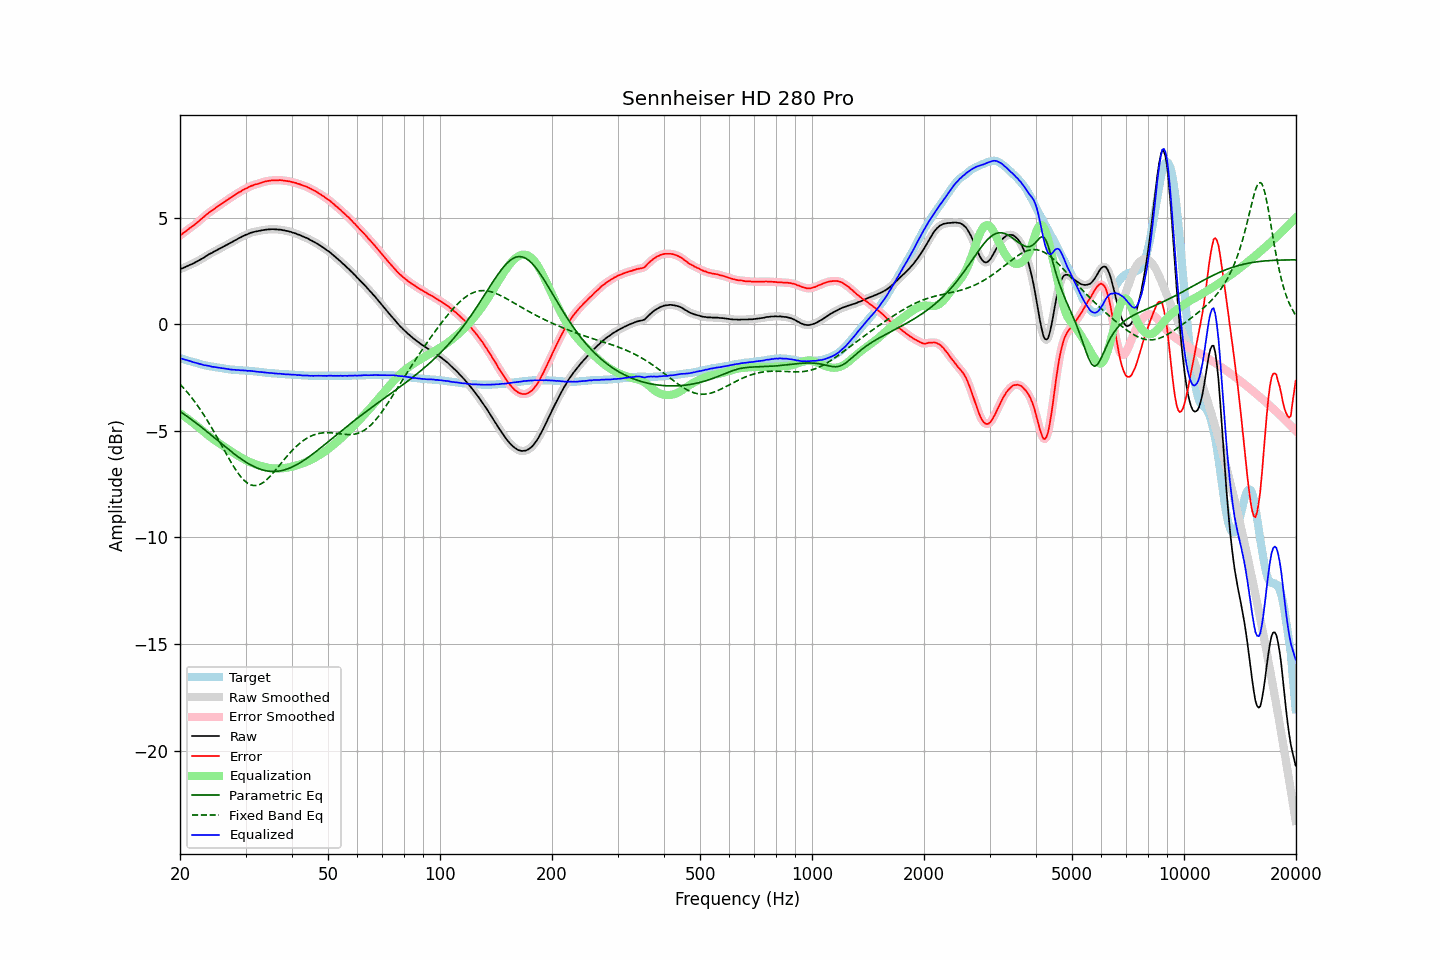 Sennheiser HD 280 Pro
Amplitude (dBr)
5
0
−5
−10
−15
−20
Target
Raw Smoothed
Error Smoothed
Raw
Error
Equalization
Parametric Eq
Fixed Band Eq
Equalized
20
50
100
200
500
1000
2000
5000
10000
20000
Frequency (Hz)